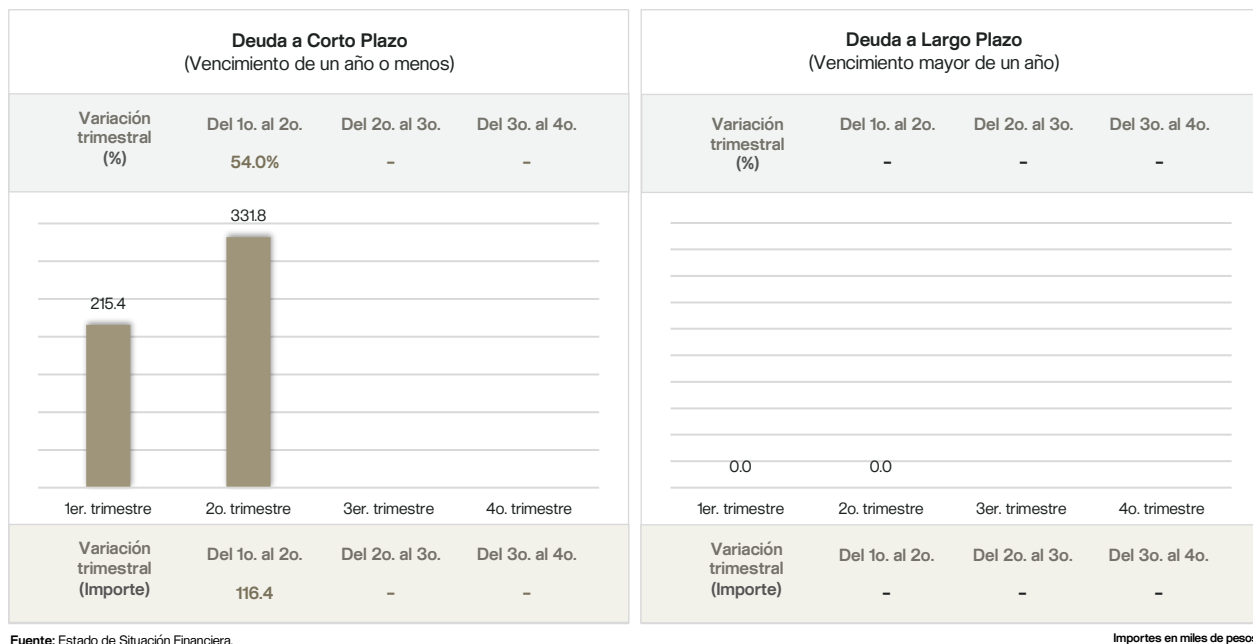 Deuda a Corto Plazo
(Vencimiento de un año o menos)
Variación
trimestral
(%)
Del 1o. al 2o.
Del 2o. al 3o.
Del 3o. al 4o.
54.0%
–
–
331.8
215.4
1er. trimestre
2o. trimestre
3er. trimestre
4o. trimestre
Variación
trimestral
(Importe)
Del 1o. al 2o.
Del 2o. al 3o.
Del 3o. al 4o.
116.4
–
–
Deuda a Largo Plazo
(Vencimiento mayor de un año)
Variación
trimestral
(%)
Del 1o. al 2o.
Del 2o. al 3o.
Del 3o. al 4o.
–
–
–
0.0
0.0
1er. trimestre
2o. trimestre
3er. trimestre
4o. trimestre
Variación
trimestral
(Importe)
Del 1o. al 2o.
Del 2o. al 3o.
Del 3o. al 4o.
–
–
–
Fuente: Estado de Situación Financiera.
Importes en miles de pesos